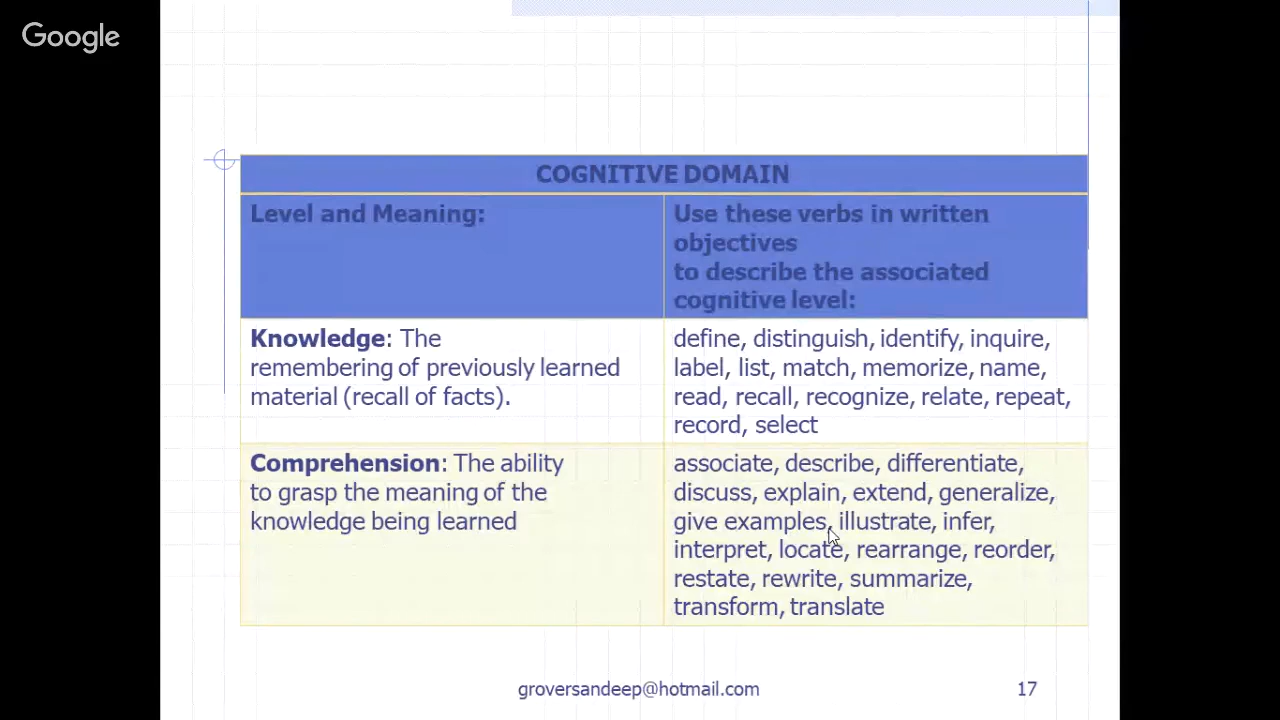 Google
COGNITIVE DOMAIN
Level and Meaning:
Use these verbs in written
objectives
to describe the associated
cognitive level:
Knowledge: The
remembering of previously learned
material (recall of facts).
define, distinguish, identify, inquire,
label, list, match, memorize, name,
read, recall, recognize, relate, repeat,
record, select
Comprehension: The ability
to grasp the meaning of the
knowledge being learned
associate, describe, differentiate,
discuss, explain, extend, generalize,
give examples, illustrate, infer,
interpret, locate, rearrange, reorder,
restate, rewrite, summarize,
transform, translate
groversandeep@hotmail.com
17